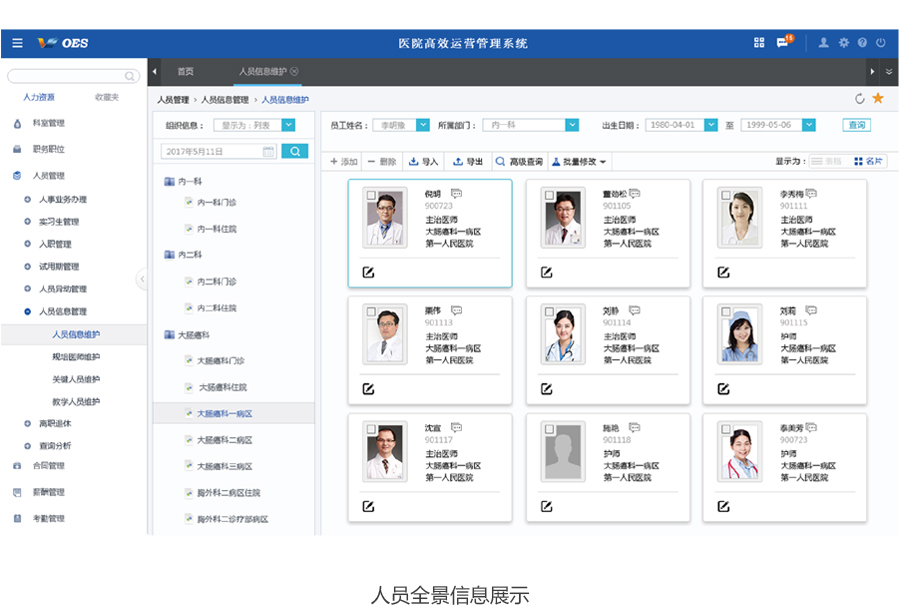 OES
医院高效运营管理系统
人力资源 收藏夹
首页 人员信息维护
人员管理 > 人员信息管理 > 人员信息维护
科室管理
职务职位
人员管理
人事业务办理
实习生管理
入职管理
试用期管理
人员异动管理
人员信息管理
人员信息维护
规培医师维护
关键人员维护
教学人员维护
离职退休
查询分析
合同管理
薪酬管理
考勤管理
组织信息： 显示为：列表
2017年5月11日
内一科
内一科门诊
内一科住院
内二科
内二科门诊
内二科住院
大肠癌科
大肠癌科门诊
大肠癌科住院
大肠癌科一病区
大肠癌科二病区
大肠癌科三病区
胸外科二病区住院
胸外科二诊疗部病区
员工姓名： 所属部门： 内一科 出生日期： 1980-04-01 至 1999-05-06 查询
添加 删除 导入 导出 高级查询 批量修改 显示为： 表格 名片
倪明
900723
主治医师
大肠癌科一病区
第一人民医院
董劲松
901105
主治医师
大肠癌科一病区
第一人民医院
李秀梅
901111
主治医师
大肠癌科一病区
第一人民医院
栗伟
901113
主治医师
大肠癌科一病区
第一人民医院
刘静
901114
主治医师
大肠癌科一病区
第一人民医院
刘莉
901115
护师
大肠癌科一病区
第一人民医院
沈宣
901117
主治医师
大肠癌科一病区
第一人民医院
施艳
901118
护师
大肠癌科一病区
第一人民医院
泰美芳
900723
护师
大肠癌科一病区
第一人民医院
人员全景信息展示